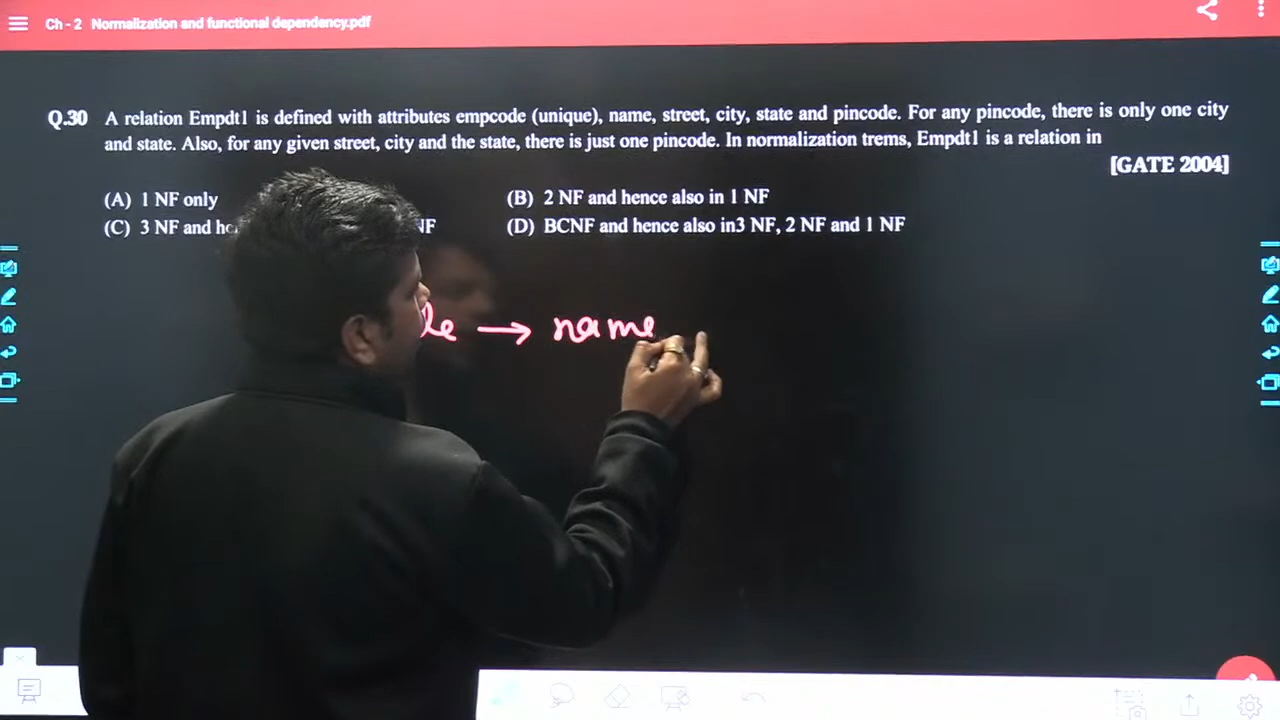 Ch - 2 Normalization and functional dependency.pdf
Q.30 A relation Empdt1 is defined with attributes empcode (unique), name, street, city, state and pincode. For any pincode, there is only one city
and state. Also, for any given street, city and the state, there is just one pincode. In normalization trems, Empdt1 is a relation in
[GATE 2004]
(A) 1 NF only (B) 2 NF and hence also in 1 NF
(C) 3 NF and NF (D) BCNF and hence also in3 NF, 2 NF and 1 NF
de → name